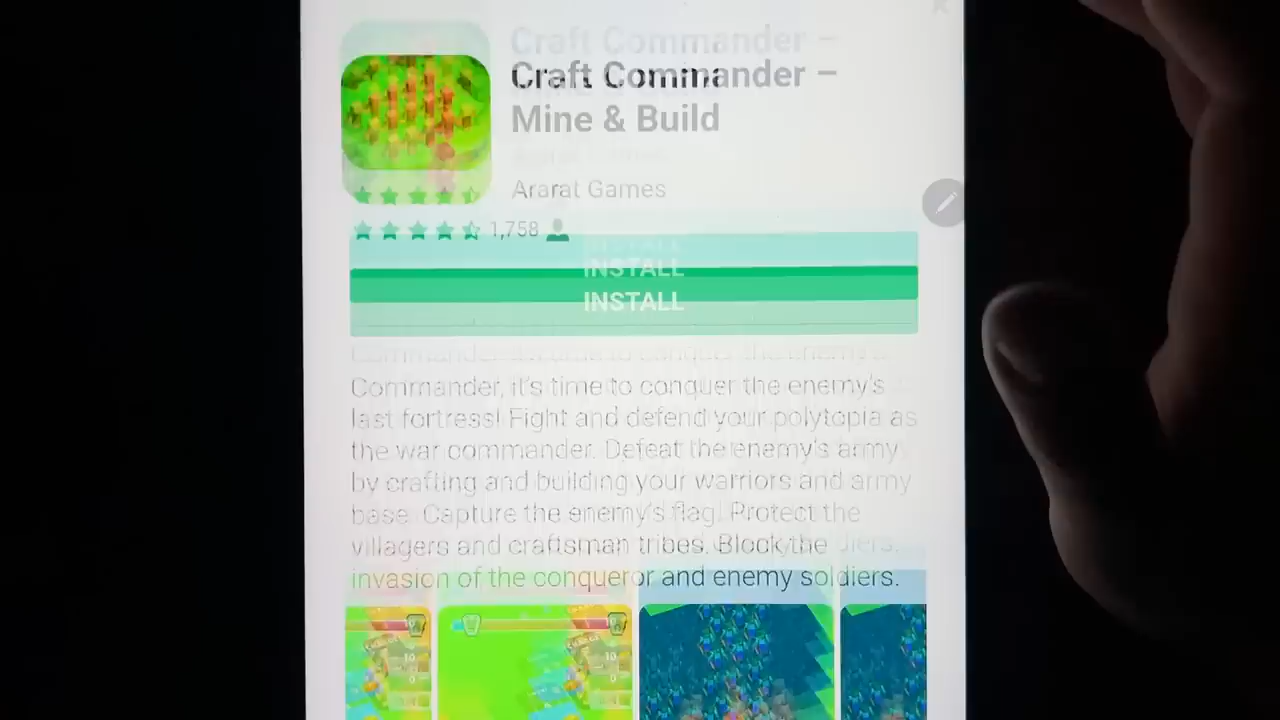 Craft Commander –
Craft Commander –
Mine & Build
Ararat Games
1,758
INSTALL
INSTALL
Commander, it's time to conquer the enemy's
last fortress! Fight and defend your polytopia as
the war commander. Defeat the enemy's army
by crafting and building your warriors and army
base. Capture the enemy's flag. Protect the
villagers and craftsman tribes. Block the
invasion of the conqueror and enemy soldiers.